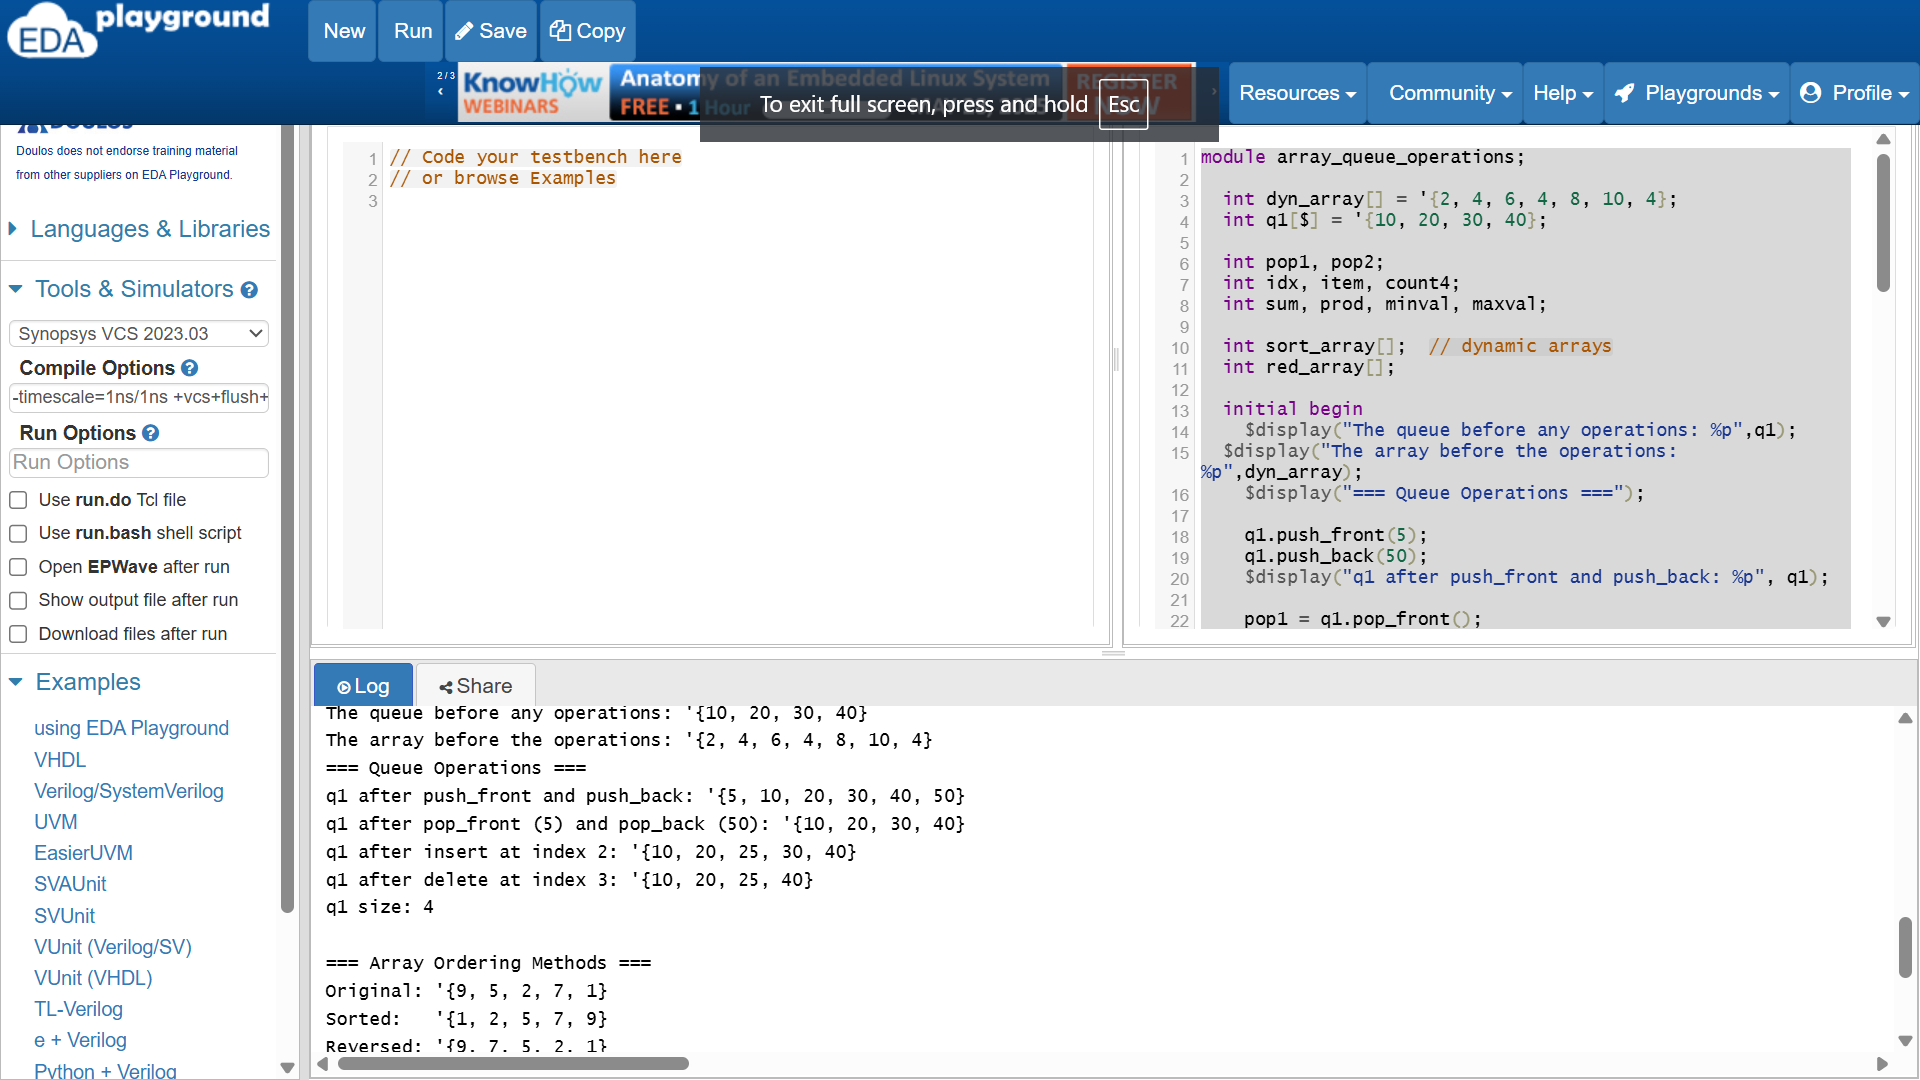 EDA playground
New
Run
Save
Copy
2 / 3
KnowHow
WEBINARS
Anatomy of an Embedded Linux System
FREE • 1 Hour
REGISTER
NOW
To exit full screen, press and hold Esc
Resources
Community
Help
Playgrounds
Profile
DOULOS
Doulos does not endorse training material
from other suppliers on EDA Playground.
Languages & Libraries
Tools & Simulators
Synopsys VCS 2023.03
Compile Options
-timescale=1ns/1ns +vcs+flush+
Run Options
Run Options
Use run.do Tcl file
Use run.bash shell script
Open EPWave after run
Show output file after run
Download files after run
Examples
using EDA Playground
VHDL
Verilog/SystemVerilog
UVM
EasierUVM
SVAUnit
SVUnit
VUnit (Verilog/SV)
VUnit (VHDL)
TL-Verilog
e + Verilog
Python + Verilog
1 // Code your testbench here
2 // or browse Examples
3
1 module array_queue_operations;
2
3 int dyn_array[] = '{2, 4, 6, 4, 8, 10, 4};
4 int q1[$] = '{10, 20, 30, 40};
5
6 int pop1, pop2;
7 int idx, item, count4;
8 int sum, prod, minval, maxval;
9
10 int sort_array[]; // dynamic arrays
11 int red_array[];
12
13 initial begin
14 $display("The queue before any operations: %p",q1);
15 $display("The array before the operations:
%p",dyn_array);
16 $display("=== Queue Operations ===");
17
18 q1.push_front(5);
19 q1.push_back(50);
20 $display("q1 after push_front and push_back: %p", q1);
21
22 pop1 = q1.pop_front();
Log
Share
The queue before any operations: '{10, 20, 30, 40}
The array before the operations: '{2, 4, 6, 4, 8, 10, 4}
=== Queue Operations ===
q1 after push_front and push_back: '{5, 10, 20, 30, 40, 50}
q1 after pop_front (5) and pop_back (50): '{10, 20, 30, 40}
q1 after insert at index 2: '{10, 20, 25, 30, 40}
q1 after delete at index 3: '{10, 20, 25, 40}
q1 size: 4
=== Array Ordering Methods ===
Original: '{9, 5, 2, 7, 1}
Sorted: '{1, 2, 5, 7, 9}
Reversed: '{9, 7, 5, 2, 1}